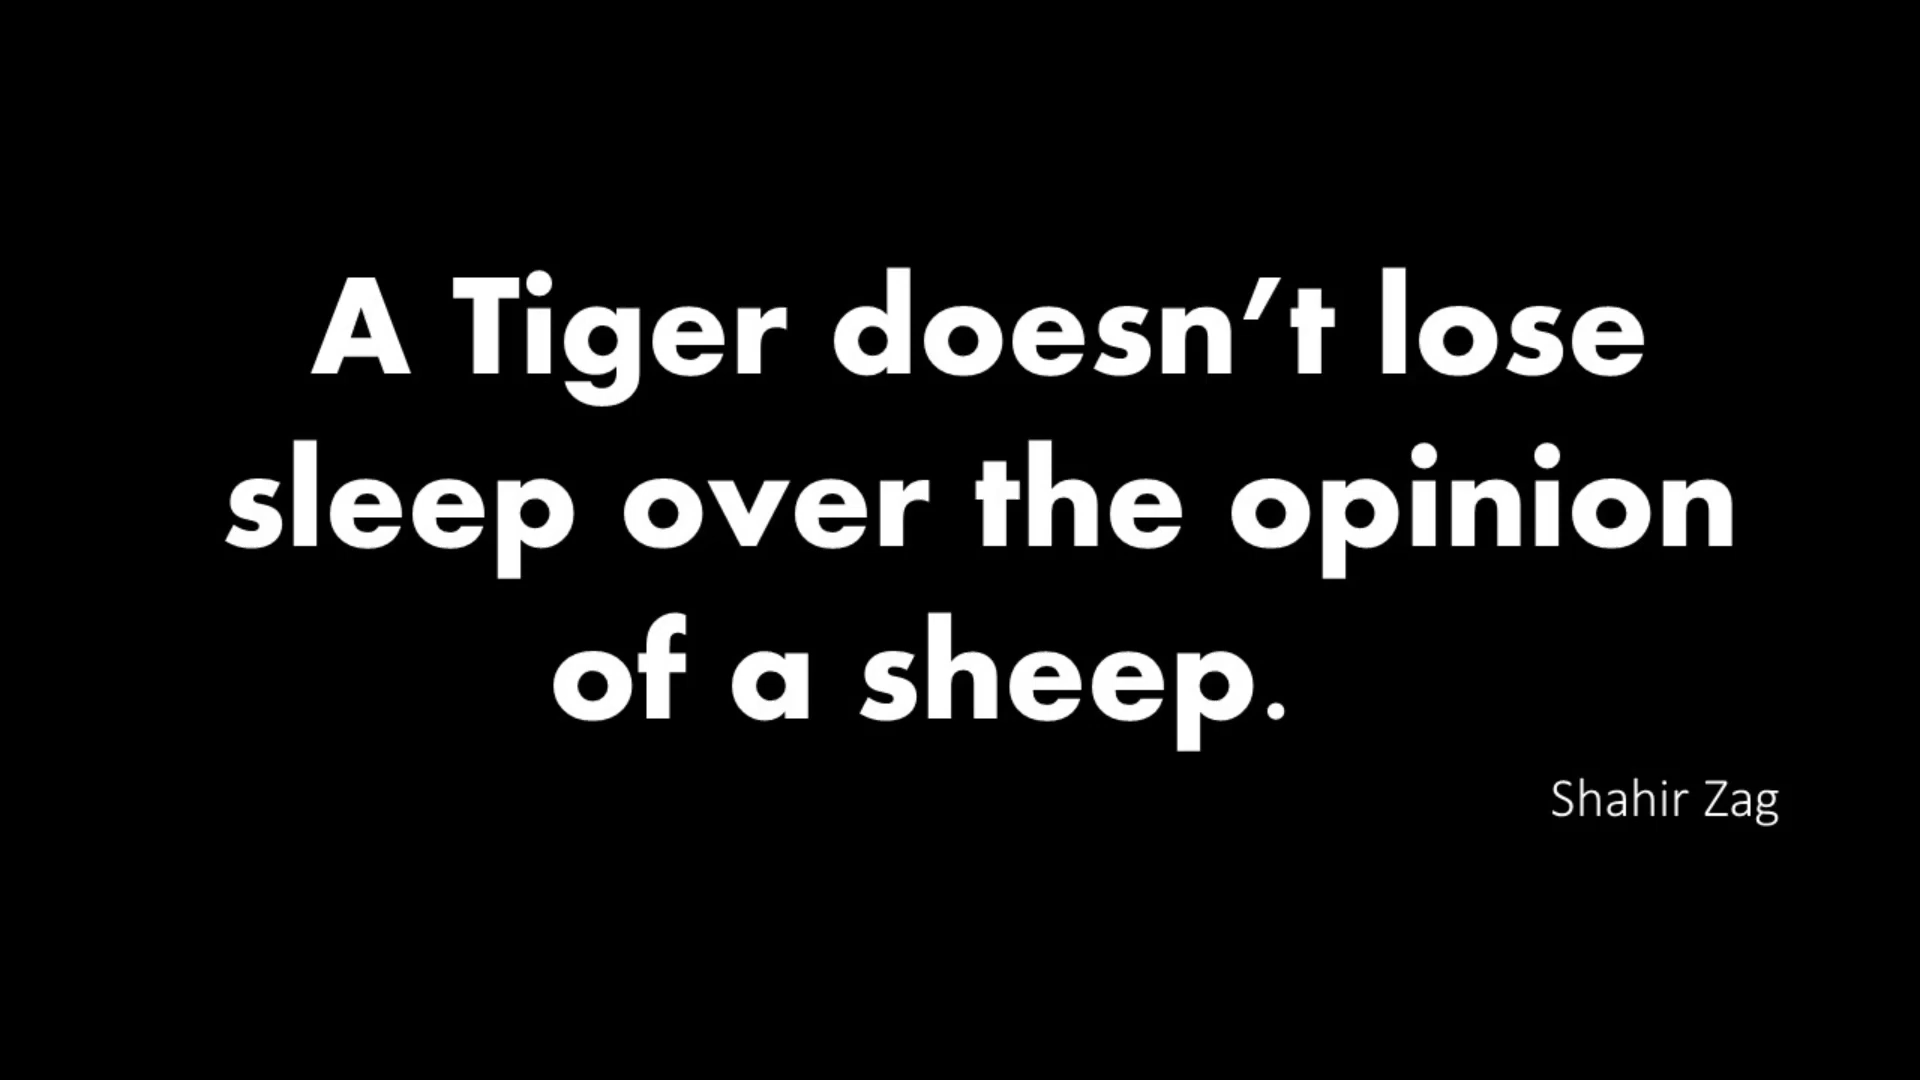 A Tiger doesn’t lose
sleep over the opinion
of a sheep.
Shahir Zag